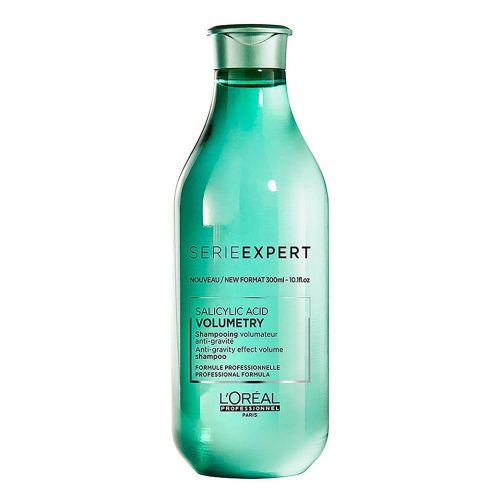 SERIEEXPERT
NOUVEAU / NEW FORMAT 300ml - 10.1fl.oz
SALICYLIC ACID
VOLUMETRY
Shampooing volumateur
anti-gravité
Anti-gravity effect volume
shampoo
FORMULE PROFESSIONNELLE
PROFESSIONAL FORMULA
L'ORÉAL
PROFESSIONNEL
PARIS